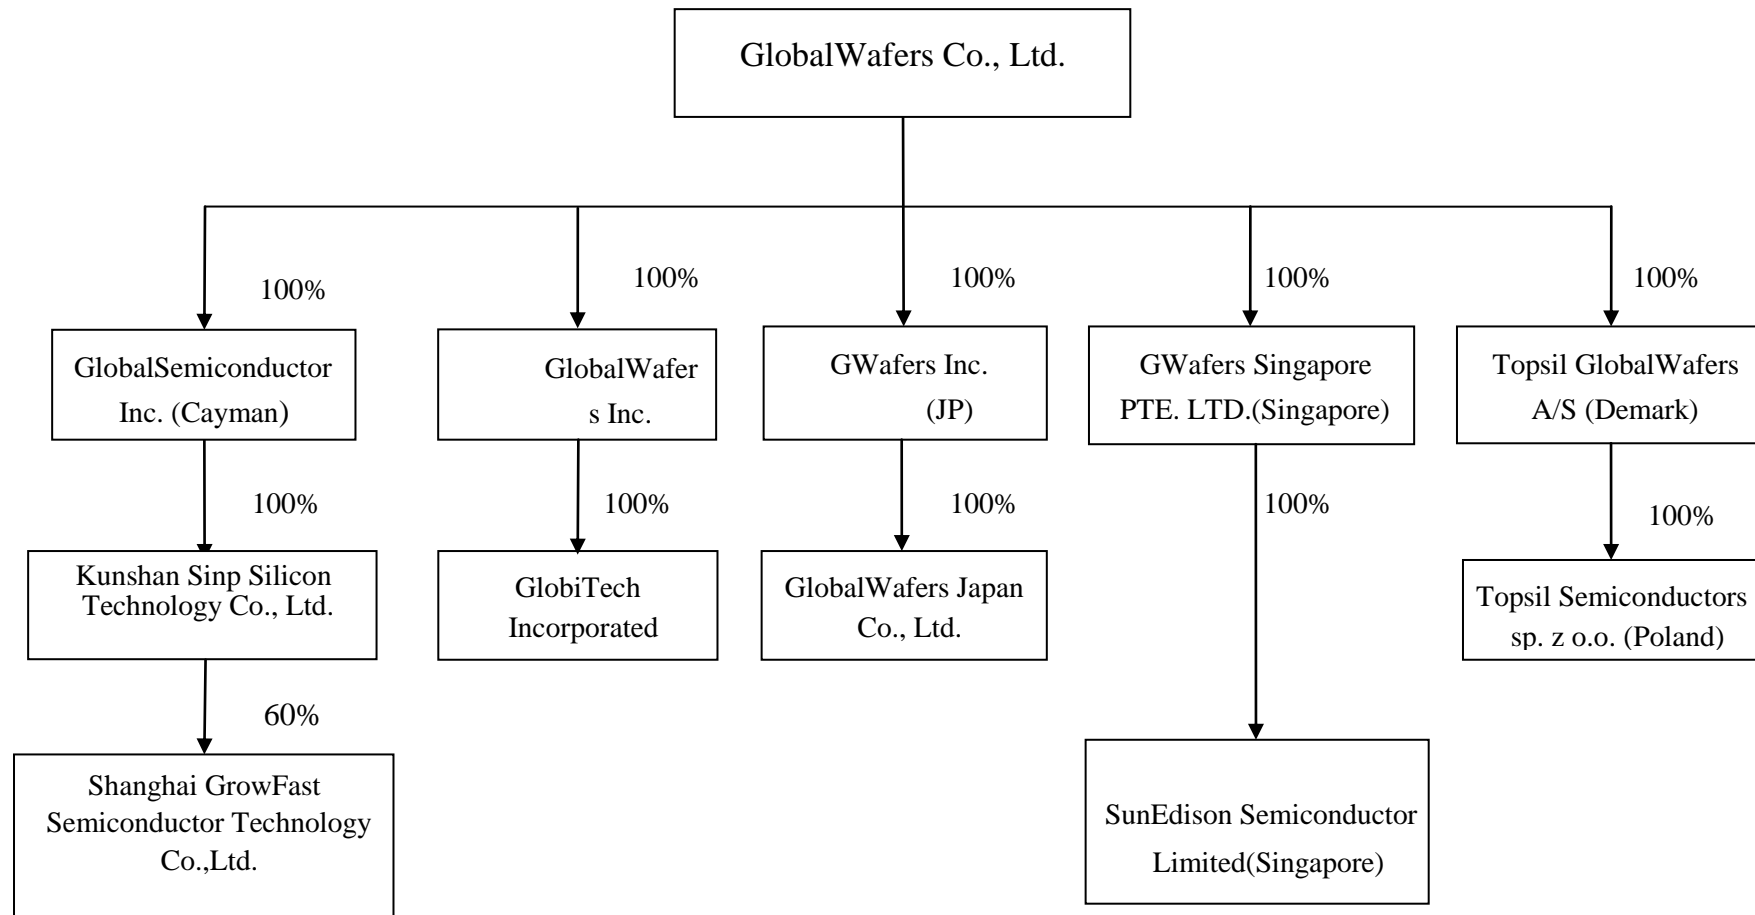 GlobalWafers Co., Ltd.
100%
100%
100%
100%
100%
GlobalSemiconductor
Inc. (Cayman)
GlobalWafer
s Inc.
GWafers Inc.
(JP)
GWafers Singapore
PTE. LTD.(Singapore)
Topsil GlobalWafers
A/S (Demark)
100%
100%
100%
100%
100%
Kunshan Sinp Silicon
Technology Co., Ltd.
GlobiTech
Incorporated
GlobalWafers Japan
Co., Ltd.
Topsil Semiconductors
sp. z o.o. (Poland)
60%
Shanghai GrowFast
Semiconductor Technology
Co.,Ltd.
SunEdison Semiconductor
Limited(Singapore)